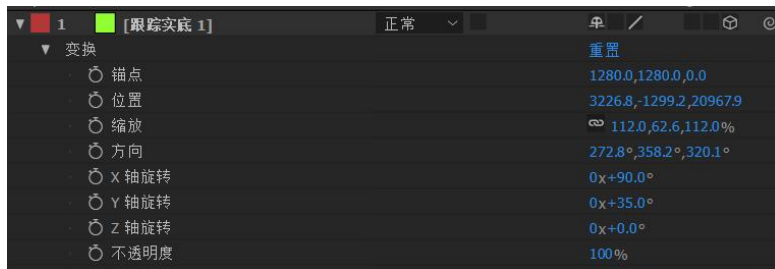 1 [跟踪实底 1] 正常
变换 重置
锚点 1280.0,1280.0,0.0
位置 3226.8,-1299.2,20967.9
缩放 112.0,62.6,112.0%
方向 272.8°,358.2°,320.1°
X 轴旋转 0x+90.0°
Y 轴旋转 0x+35.0°
Z 轴旋转 0x+0.0°
不透明度 100%